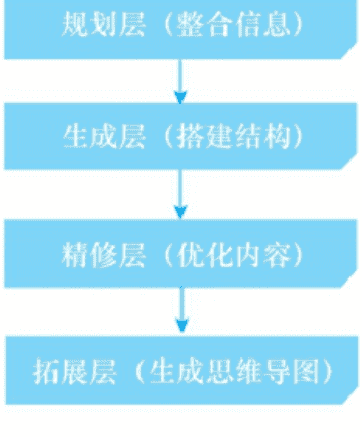 规划层（整合信息）
生成层（搭建结构）
精修层（优化内容）
拓展层（生成思维导图）